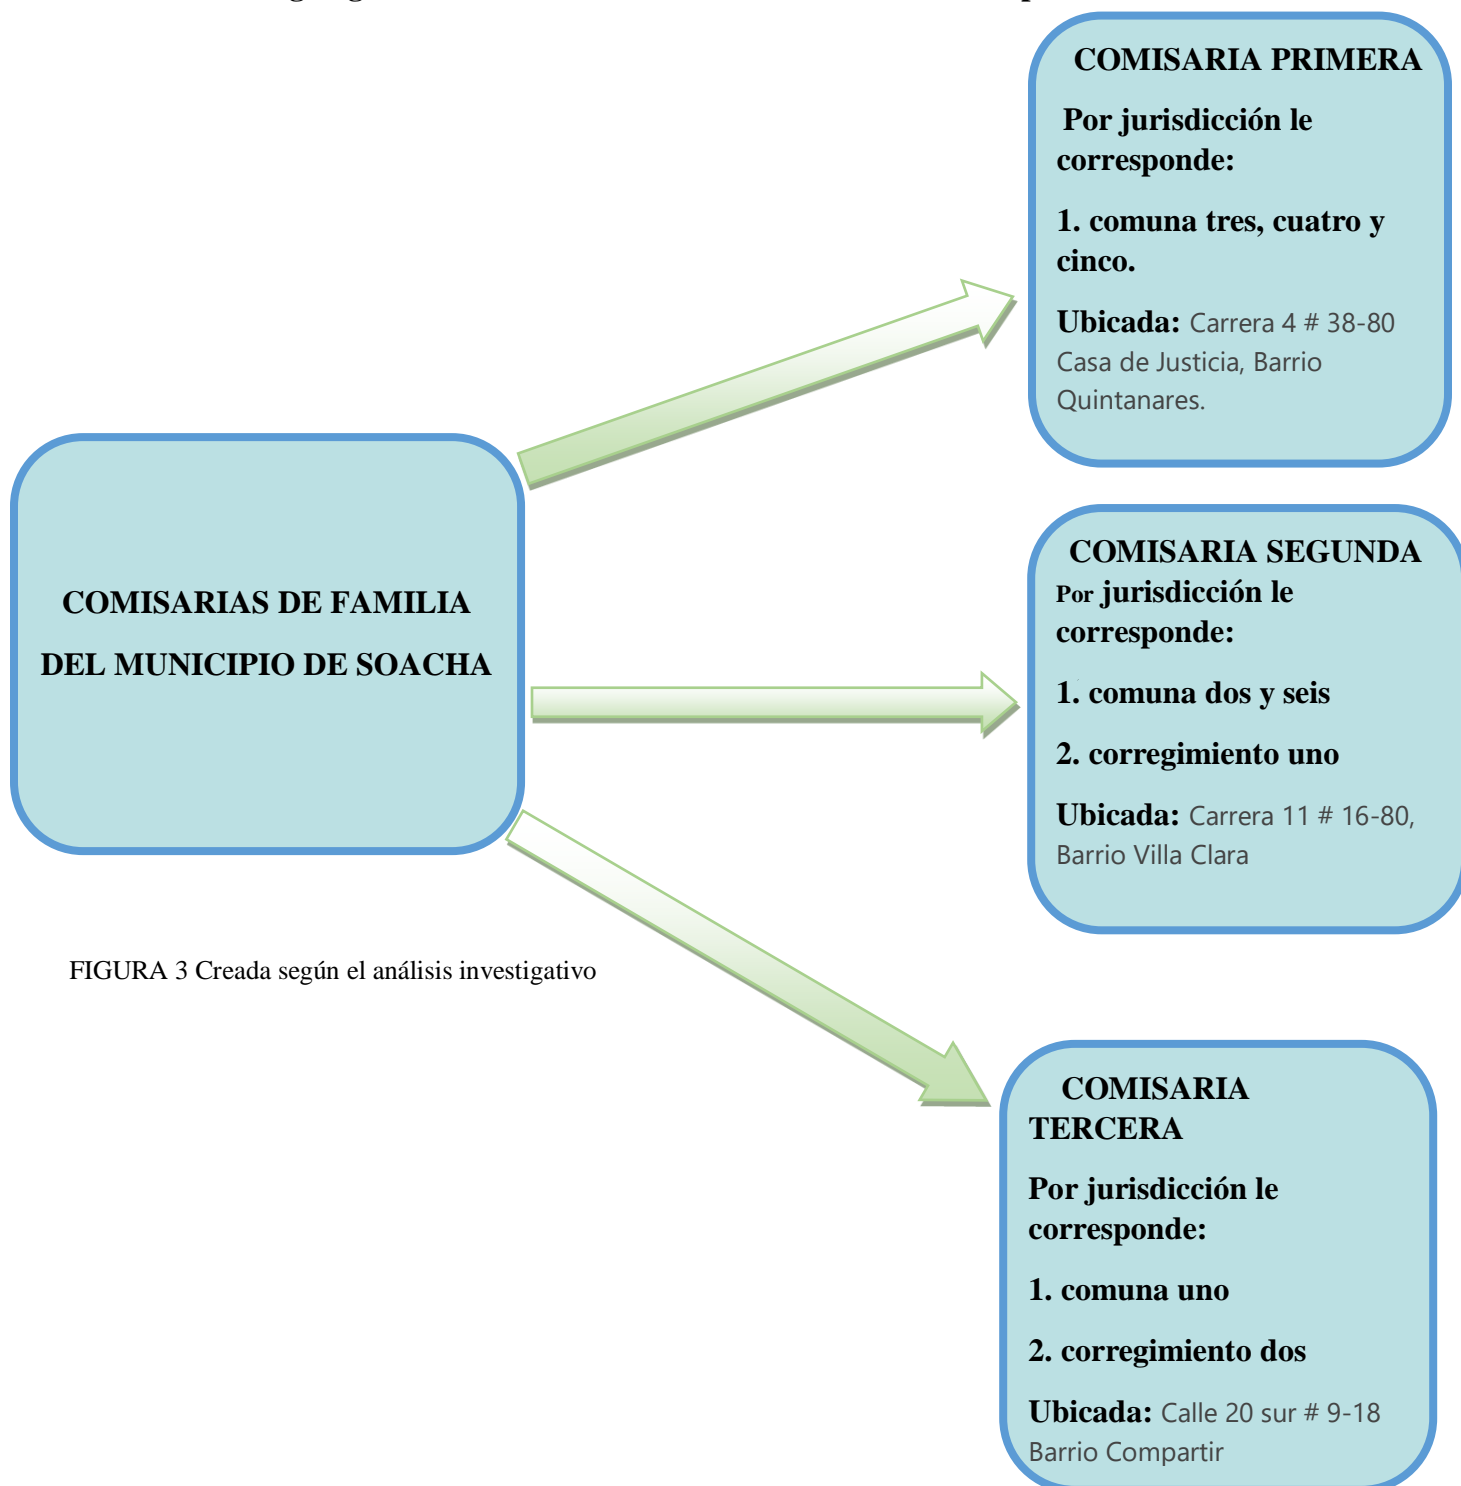 COMISARIA PRIMERA
Por jurisdicción le
corresponde:
1. comuna tres, cuatro y
cinco.
Ubicada: Carrera 4 # 38-80
Casa de Justicia, Barrio
Quintanares.
COMISARIAS DE FAMILIA
DEL MUNICIPIO DE SOACHA
COMISARIA SEGUNDA
Por jurisdicción le
corresponde:
1. comuna dos y seis
2. corregimiento uno
Ubicada: Carrera 11 # 16-80,
Barrio Villa Clara
FIGURA 3 Creada según el análisis investigativo
COMISARIA
TERCERA
Por jurisdicción le
corresponde:
1. comuna uno
2. corregimiento dos
Ubicada: Calle 20 sur # 9-18
Barrio Compartir